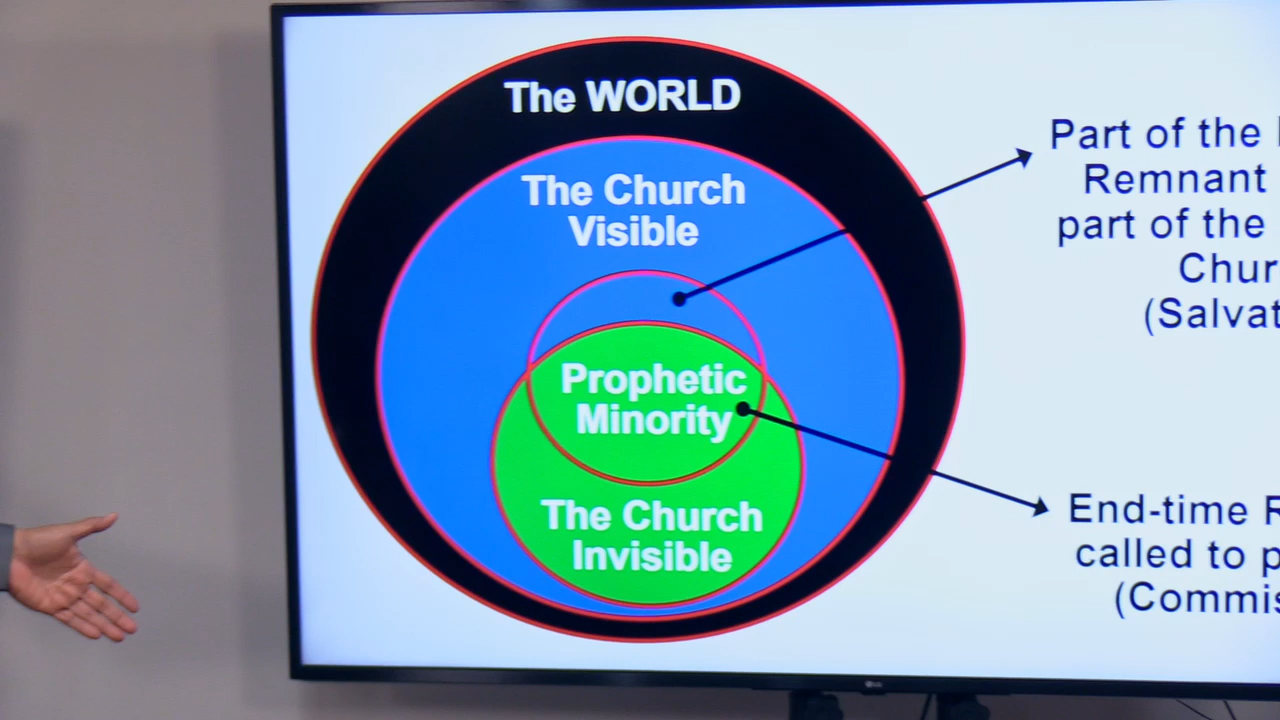 The WORLD
The Church
Visible
Prophetic
Minority
The Church
Invisible
Part of the
Remnant
part of the
Chur
(Salvat
End-time R
called to p
(Commis
LG